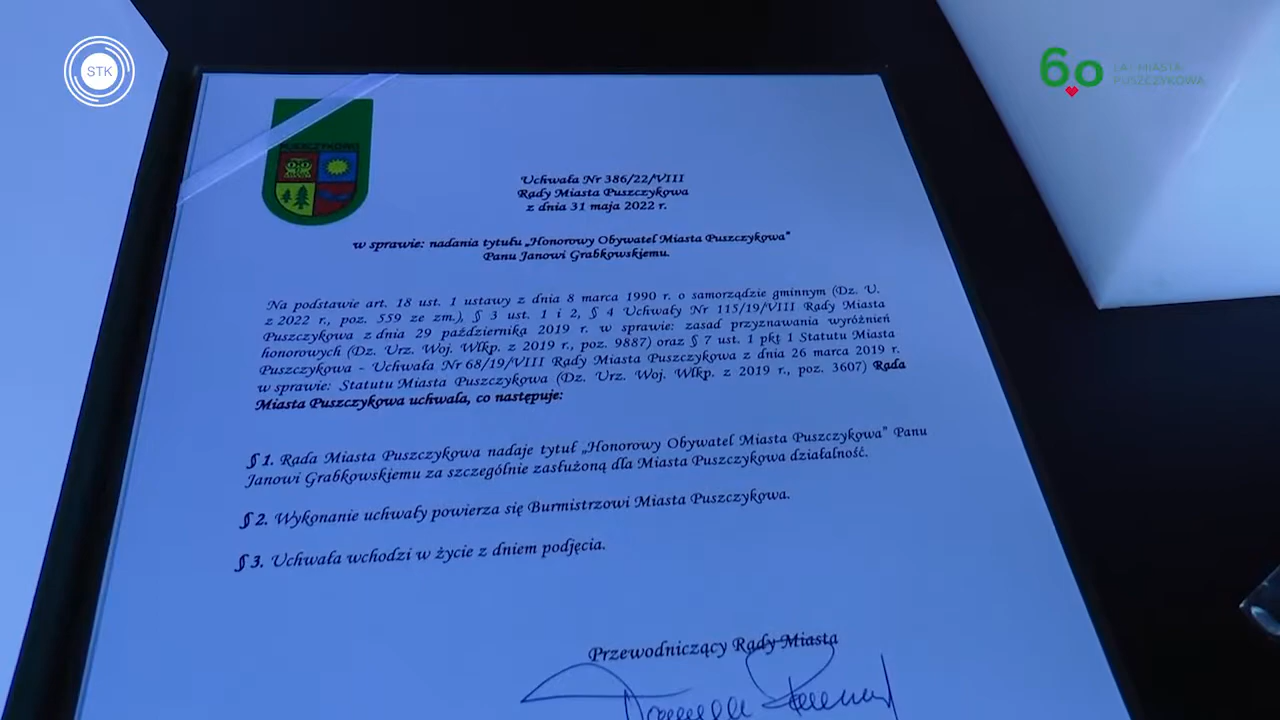 STK
60
LAT MIASTA
PUSZCZYKOWA
PUSZCZYKOWO
Uchwała Nr 386/22/VIII
Rady Miasta Puszczykowa
z dnia 31 maja 2022 r.
w sprawie: nadania tytułu „Honorowy Obywatel Miasta Puszczykowa”
Panu Janowi Grabkowskiemu.
Na podstawie art. 18 ust. 1 ustawy z dnia 8 marca 1990 r. o samorządzie gminnym (Dz. U.
z 2022 r., poz. 559 ze zm.), § 3 ust. 1 i 2, § 4 Uchwały Nr 115/19/VIII Rady Miasta
Puszczykowa z dnia 29 października 2019 r. w sprawie: zasad przyznawania wyróżnień
honorowych (Dz. Urz. Woj. Wlkp. z 2019 r., poz. 9887) oraz § 7 ust. 1 pkt 1 Statutu Miasta
Puszczykowa – Uchwała Nr 68/19/VIII Rady Miasta Puszczykowa z dnia 26 marca 2019 r.
w sprawie: Statutu Miasta Puszczykowa (Dz. Urz. Woj. Wlkp. z 2019 r., poz. 3607) Rada
Miasta Puszczykowa uchwala, co następuje:
§ 1. Rada Miasta Puszczykowa nadaje tytuł „Honorowy Obywatel Miasta Puszczykowa” Panu
Janowi Grabkowskiemu za szczególnie zasłużoną dla Miasta Puszczykowa działalność.
§ 2. Wykonanie uchwały powierza się Burmistrzowi Miasta Puszczykowa.
§ 3. Uchwała wchodzi w życie z dniem podjęcia.
Przewodniczący Rady Miasta